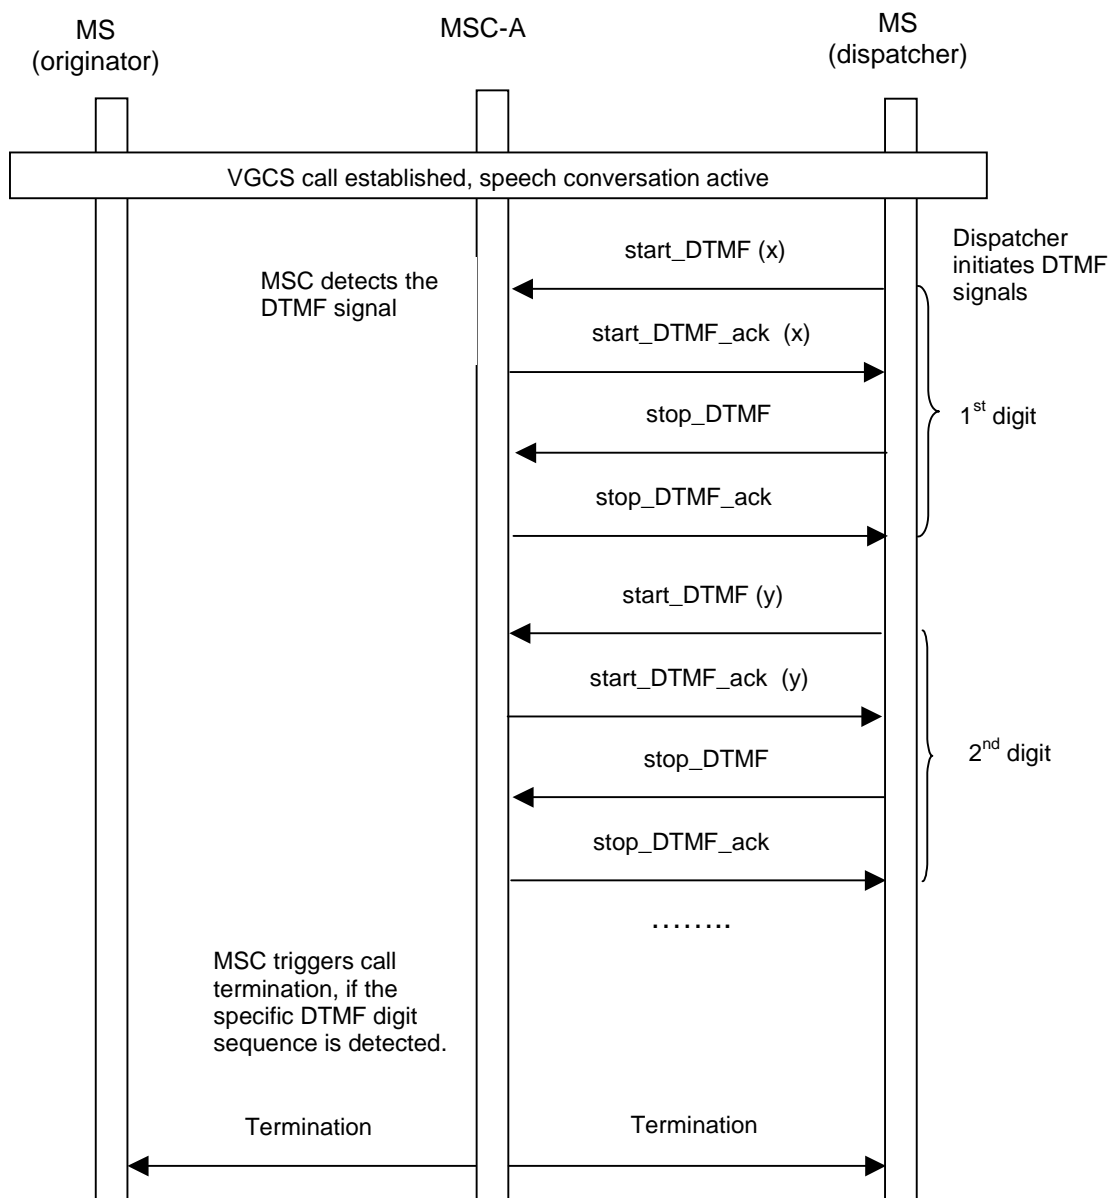 MS
(originator)
MSC-A
MS
(dispatcher)
VGCS call established, speech conversation active
start_DTMF (x)
Dispatcher
initiates DTMF
signals
MSC detects the
DTMF signal
start_DTMF_ack (x)
stop_DTMF
1st digit
stop_DTMF_ack
start_DTMF (y)
start_DTMF_ack (y)
stop_DTMF
2nd digit
stop_DTMF_ack
........
MSC triggers call
termination, if the
specific DTMF digit
sequence is detected.
Termination
Termination